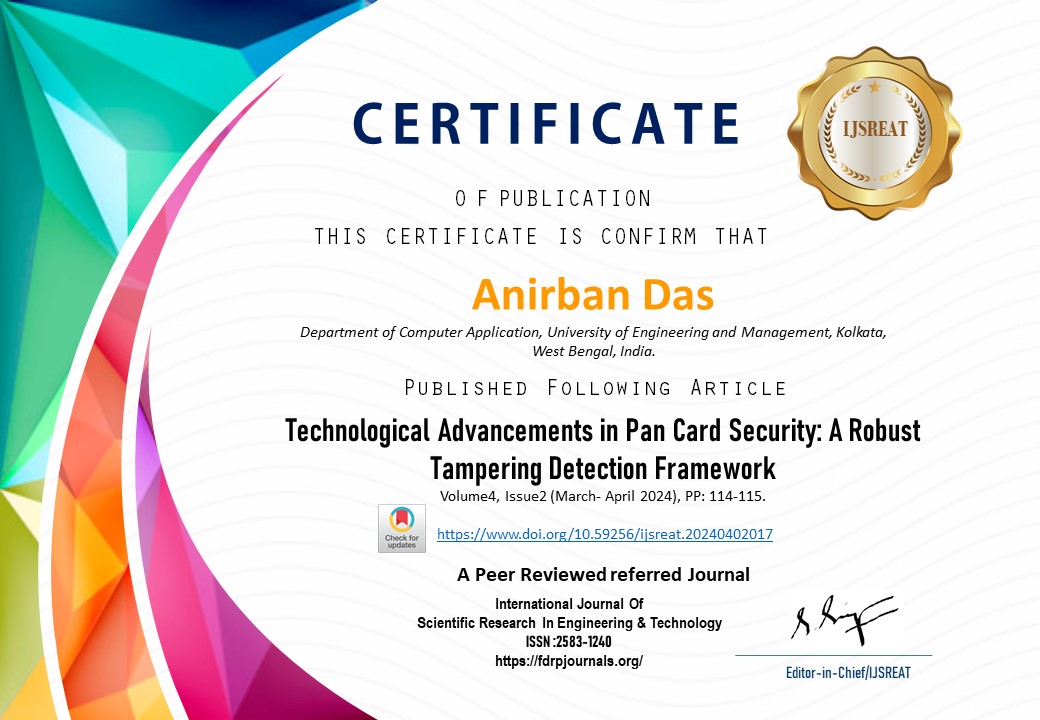 CERTIFICATE
IJSREAT
O F PUBLICATION
THIS CERTIFICATE IS CONFIRM THAT
Anirban Das
Department of Computer Application, University of Engineering and Management, Kolkata,
West Bengal, India.
PUBLISHED FOLLOWING ARTICLE
Technological Advancements in Pan Card Security: A Robust
Tampering Detection Framework
Volume4, Issue2 (March- April 2024), PP: 114-115.
Check for
updates
https://www.doi.org/10.59256/ijsreat.20240402017
A Peer Reviewed referred Journal
International Journal Of
Scientific Research In Engineering & Technology
ISSN :2583-1240
https://fdrpjournals.org/
Editor-in-Chief/IJSREAT